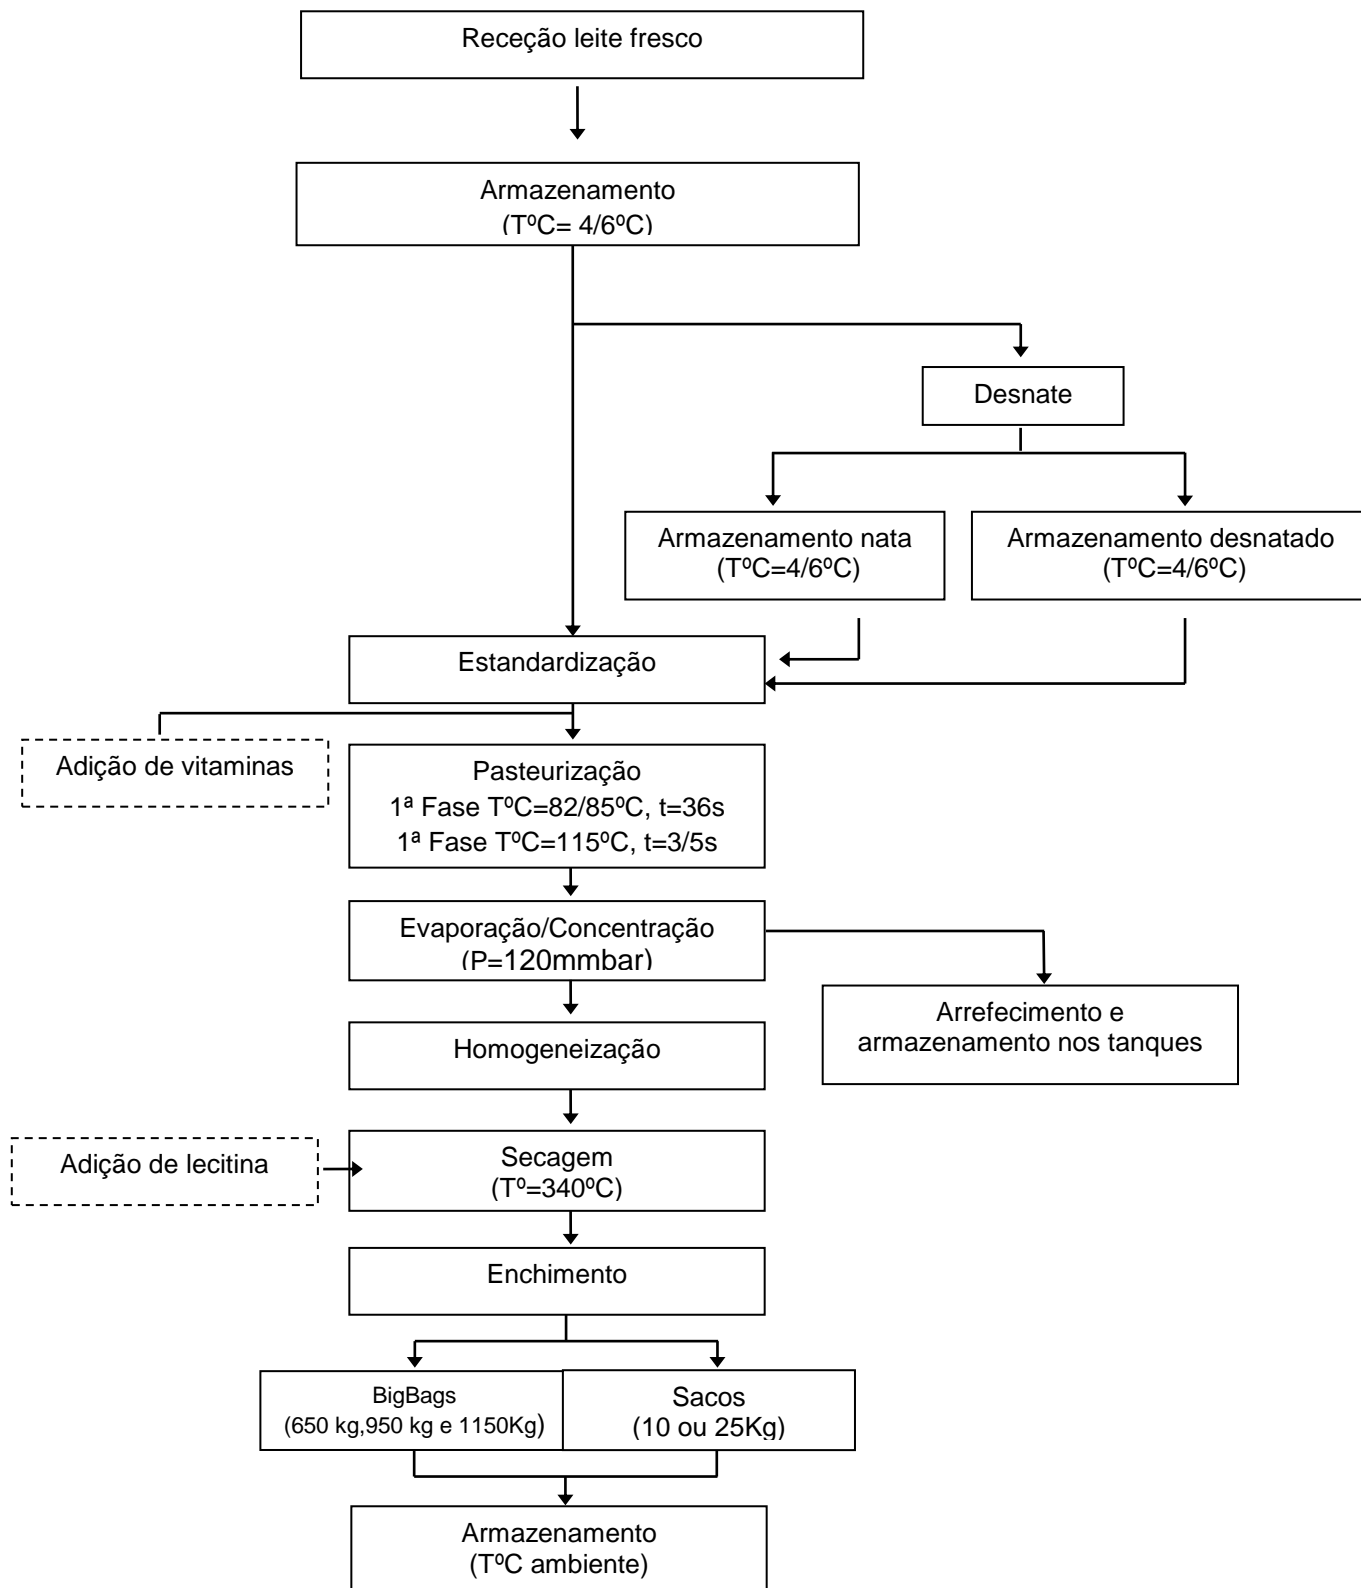 Receção leite fresco
Armazenamento
(TºC= 4/6ºC)
Desnate
Armazenamento nata
(TºC=4/6ºC)
Armazenamento desnatado
(TºC=4/6ºC)
Estandardização
Adição de vitaminas
Pasteurização
1ª Fase TºC=82/85ºC, t=36s
1ª Fase TºC=115ºC, t=3/5s
Evaporação/Concentração
(P=120mmbar)
Arrefecimento e
armazenamento nos tanques
Homogeneização
Adição de lecitina
Secagem
(Tº=340ºC)
Enchimento
BigBags
(650 kg,950 kg e 1150Kg)
Sacos
(10 ou 25Kg)
Armazenamento
(TºC ambiente)